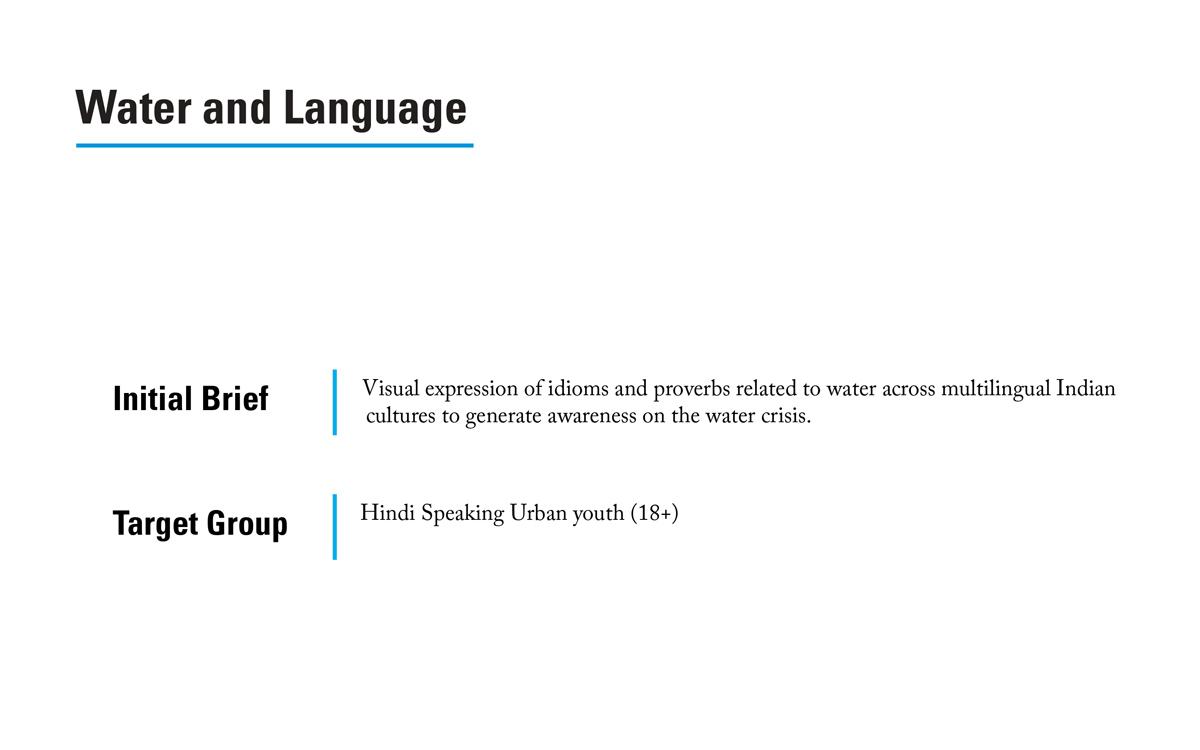 Water and Language
Initial Brief
Visual expression of idioms and proverbs related to water across multilingual Indian
cultures to generate awareness on the water crisis.
Target Group
Hindi Speaking Urban youth (18+)